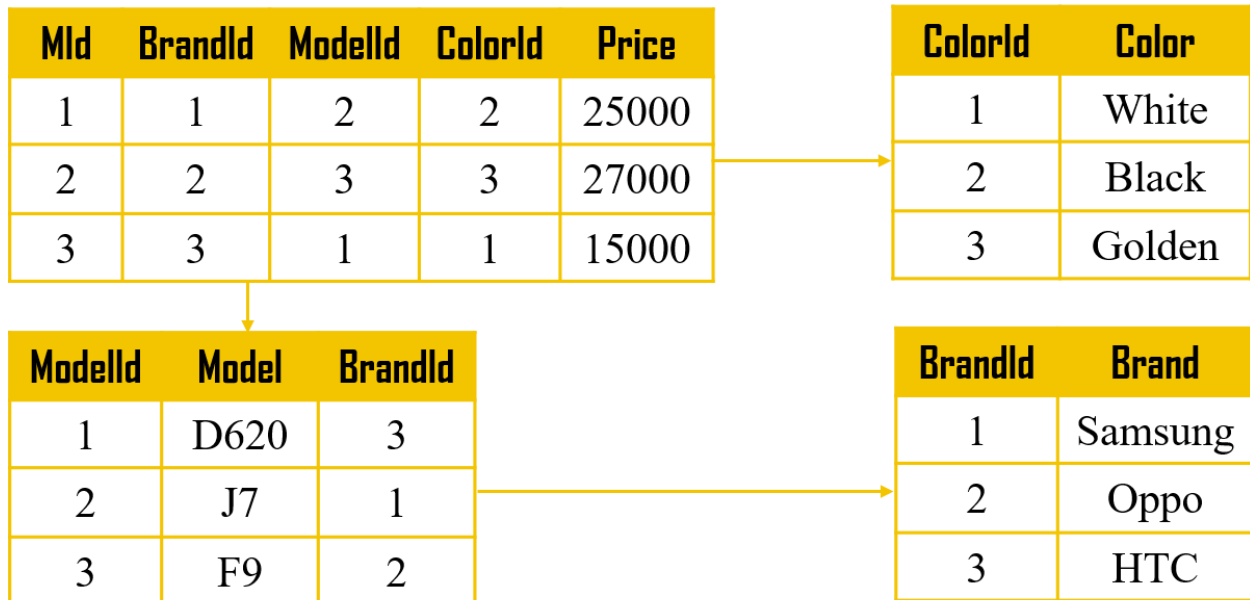 MId BrandId ModelId ColorId Price
1 1 2 2 25000
2 2 3 3 27000
3 3 1 1 15000
ColorId Color
1 White
2 Black
3 Golden
ModelId Model BrandId
1 D620 3
2 J7 1
3 F9 2
BrandId Brand
1 Samsung
2 Oppo
3 HTC